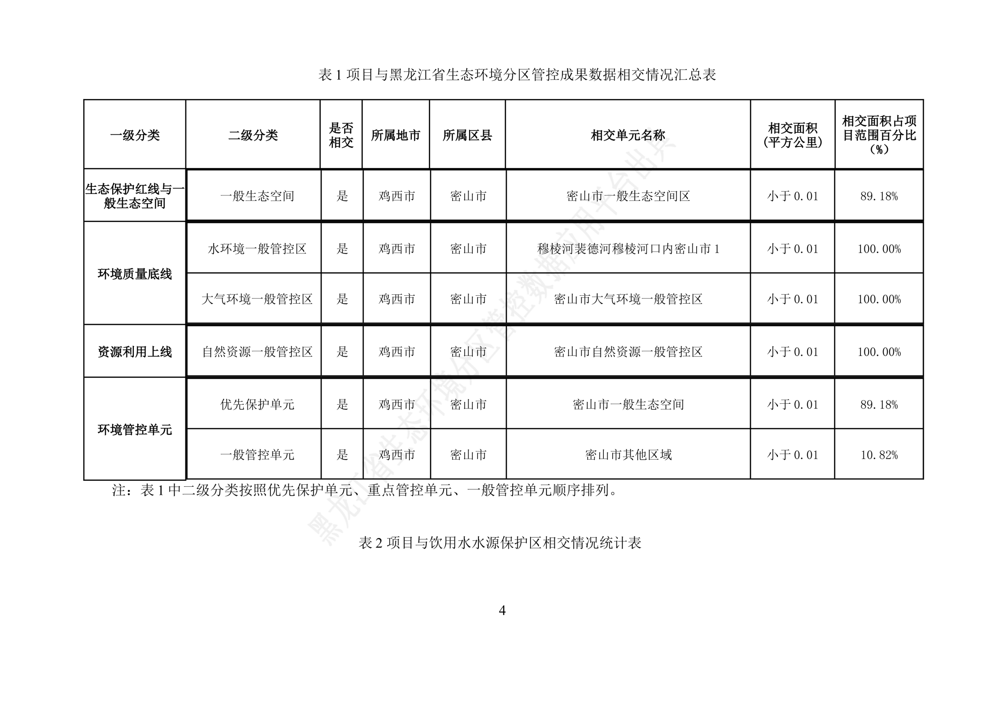 表 1 项目与黑龙江省生态环境分区管控成果数据相交情况汇总表
一级分类 二级分类 是否相交 所属地市 所属区县 相交单元名称 相交面积(平方公里) 相交面积占项目范围百分比(%)
生态保护红线与一般生态空间 一般生态空间 是 鸡西市 密山市 密山市一般生态空间区 小于 0.01 89.18%
环境质量底线 水环境一般管控区 是 鸡西市 密山市 穆棱河裴德河穆棱河口内密山市 1 小于 0.01 100.00%
大气环境一般管控区 是 鸡西市 密山市 密山市大气环境一般管控区 小于 0.01 100.00%
资源利用上线 自然资源一般管控区 是 鸡西市 密山市 密山市自然资源一般管控区 小于 0.01 100.00%
环境管控单元 优先保护单元 是 鸡西市 密山市 密山市一般生态空间 小于 0.01 89.18%
一般管控单元 是 鸡西市 密山市 密山市其他区域 小于 0.01 10.82%
注：表 1 中二级分类按照优先保护单元、重点管控单元、一般管控单元顺序排列。
黑龙江省生态环境分区管控数据应用平台出具
表 2 项目与饮用水水源保护区相交情况统计表
4